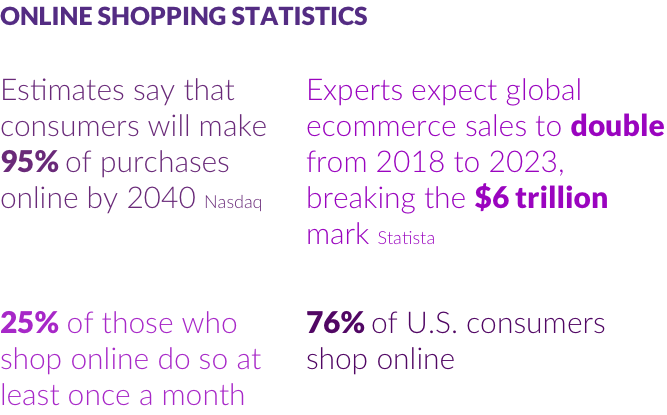 ONLINE SHOPPING STATISTICS
Estimates say that
consumers will make
95% of purchases
online by 2040 Nasdaq
Experts expect global
ecommerce sales to double
from 2018 to 2023,
breaking the $6 trillion
mark Statista
25% of those who
shop online do so at
least once a month
76% of U.S. consumers
shop online